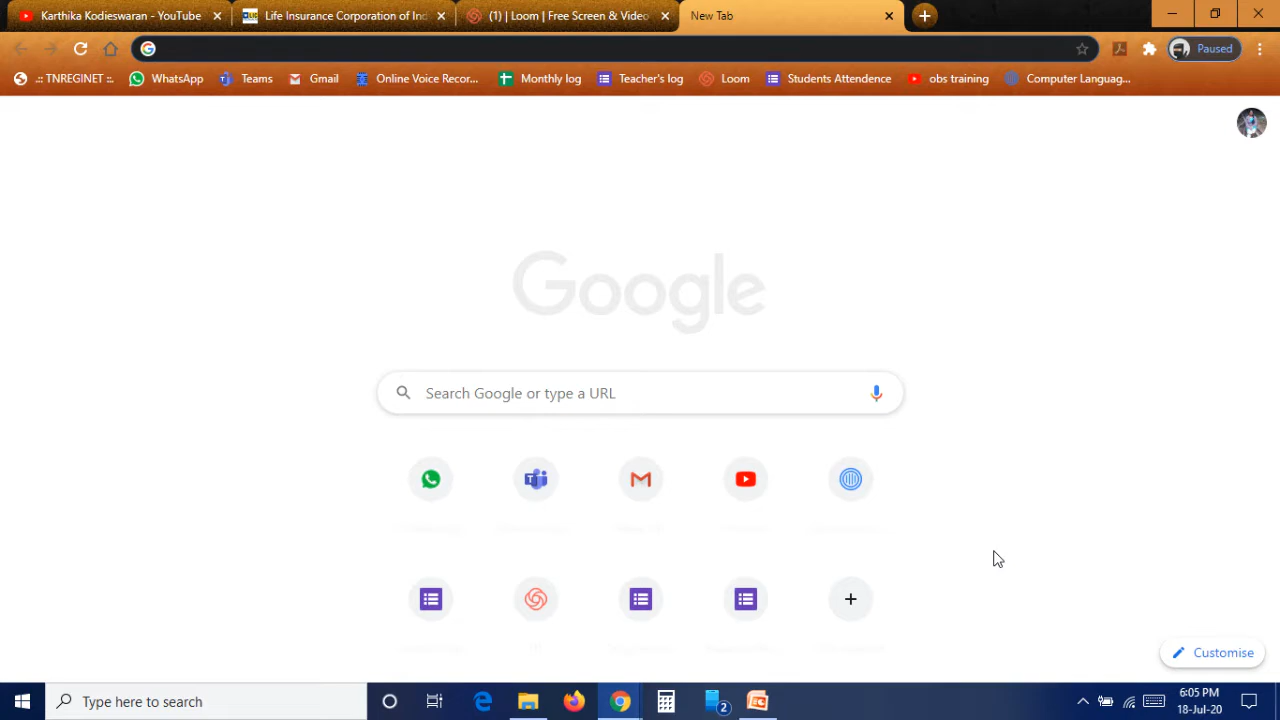 Karthika Kodieswaran - YouTube
Life Insurance Corporation of Ind
(1) | Loom | Free Screen & Video
New Tab
Paused
.:: TNREGINET ::.
WhatsApp
Teams
Gmail
Online Voice Recor...
Monthly log
Teacher's log
Loom
Students Attendence
obs training
Computer Languag...
Google
Search Google or type a URL
Customise
Type here to search
2
6:05 PM
18-Jul-20